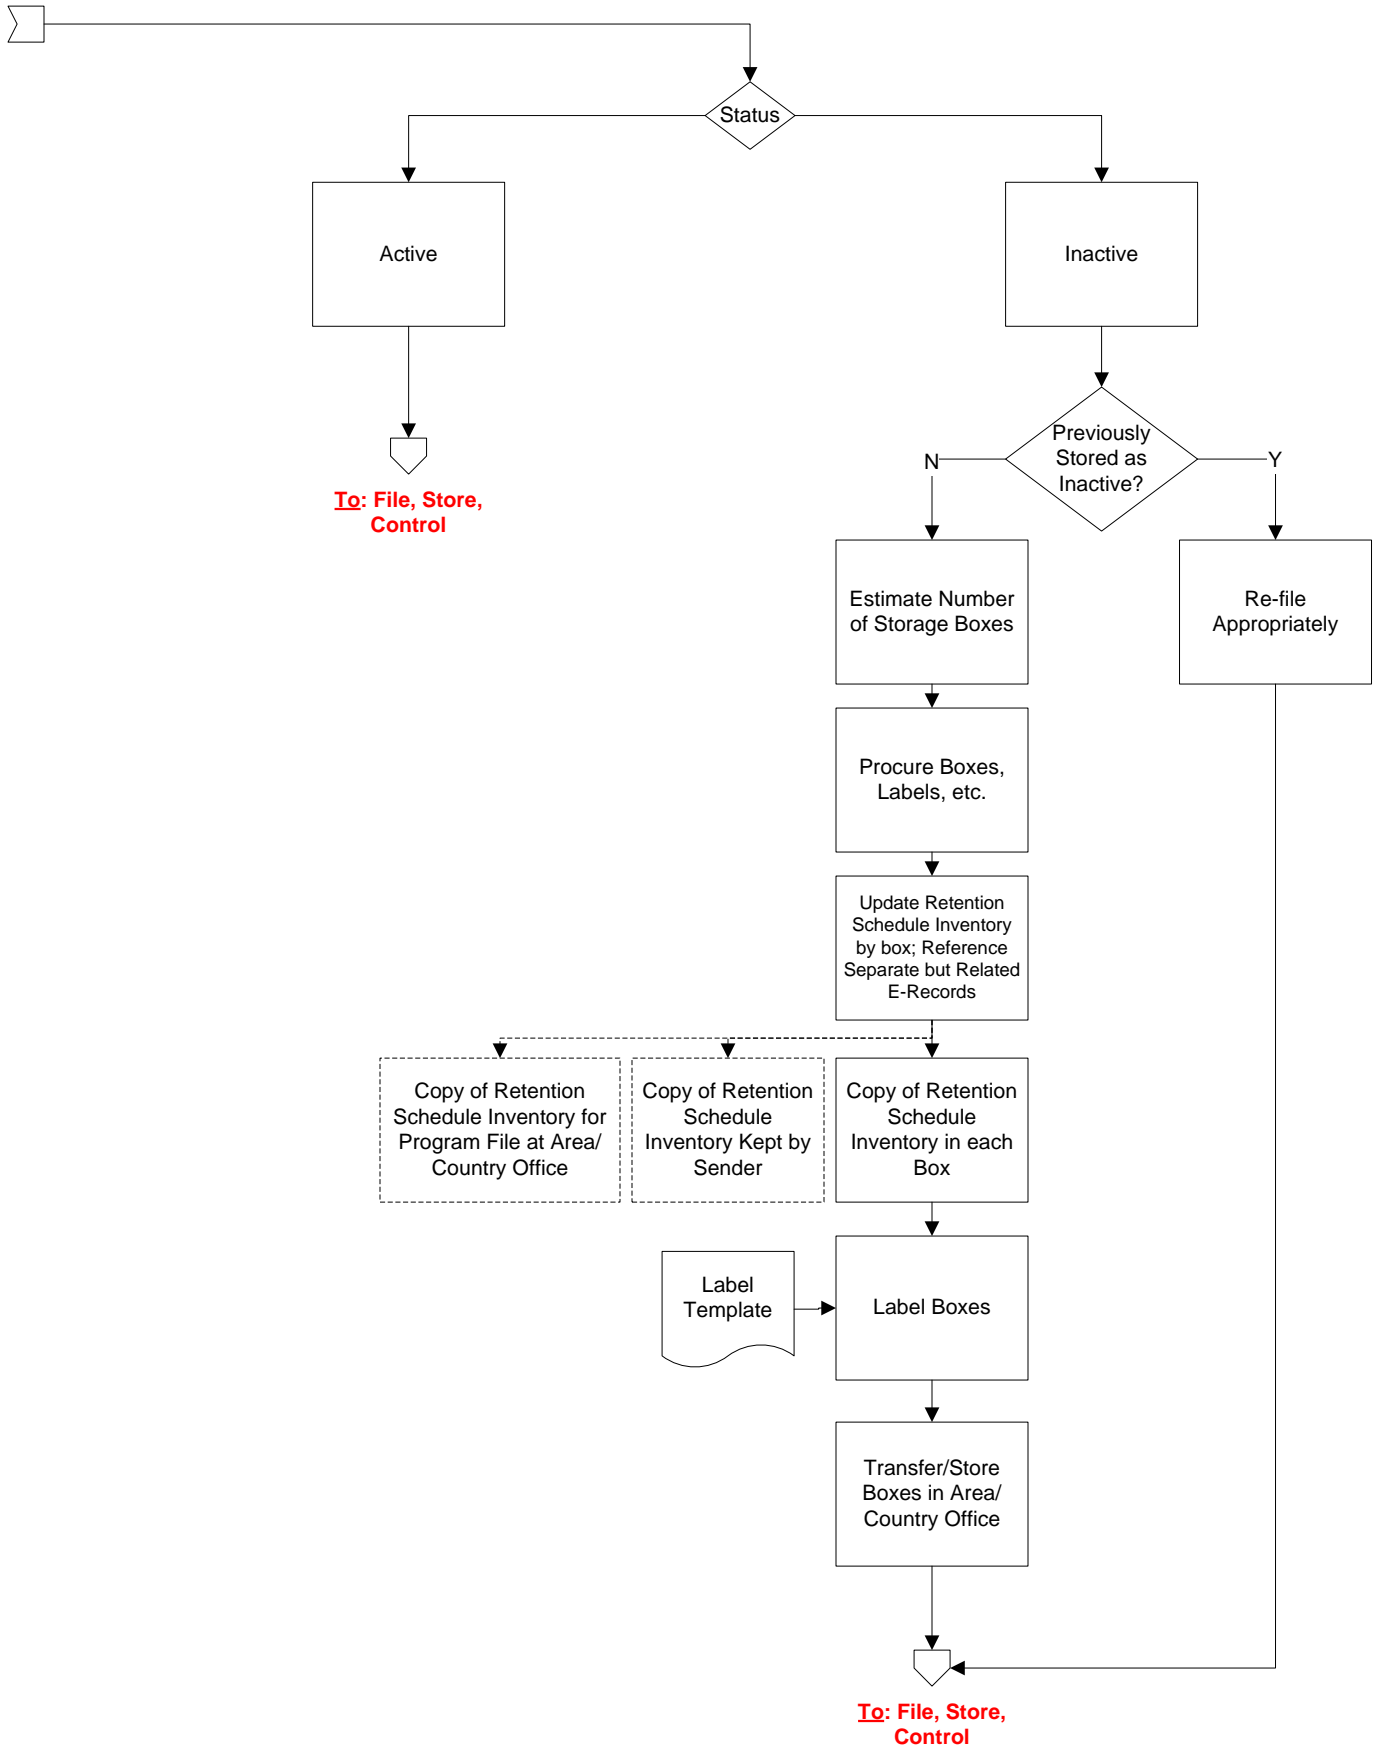 Status
Active
Inactive
To: File, Store,
Control
Previously
Stored as
Inactive?
N
Y
Estimate Number
of Storage Boxes
Re-file
Appropriately
Procure Boxes,
Labels, etc.
Update Retention
Schedule Inventory
by box; Reference
Separate but Related
E-Records
Copy of Retention
Schedule Inventory for
Program File at Area/
Country Office
Copy of Retention
Schedule
Inventory Kept by
Sender
Copy of Retention
Schedule
Inventory in each
Box
Label
Template
Label Boxes
Transfer/Store
Boxes in Area/
Country Office
To: File, Store,
Control